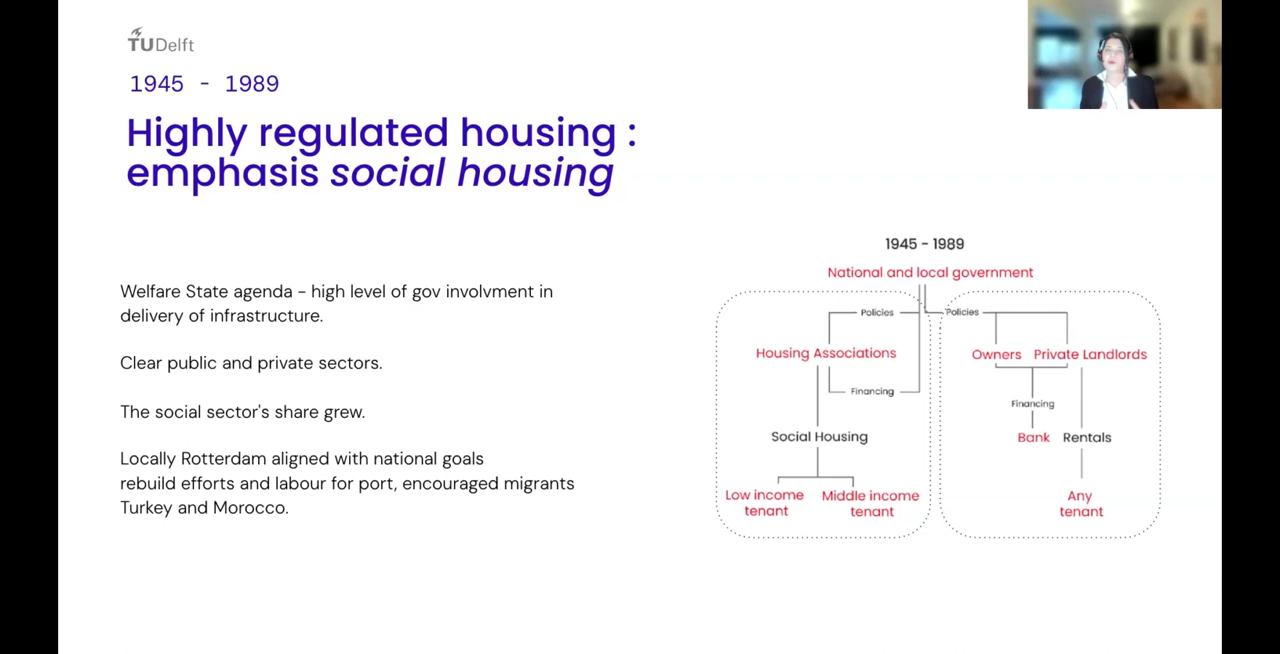 TUDelft
1945 - 1989
Highly regulated housing :
emphasis social housing
Welfare State agenda - high level of gov involvment in
delivery of infrastructure.
Clear public and private sectors.
The social sector's share grew.
Locally Rotterdam aligned with national goals
rebuild efforts and labour for port, encouraged migrants
Turkey and Morocco.
1945 - 1989
National and local government
Policies
Housing Associations
Financing
Social Housing
Low income
tenant
Middle income
tenant
Policies
Owners
Private Landlords
Financing
Bank
Rentals
Any
tenant